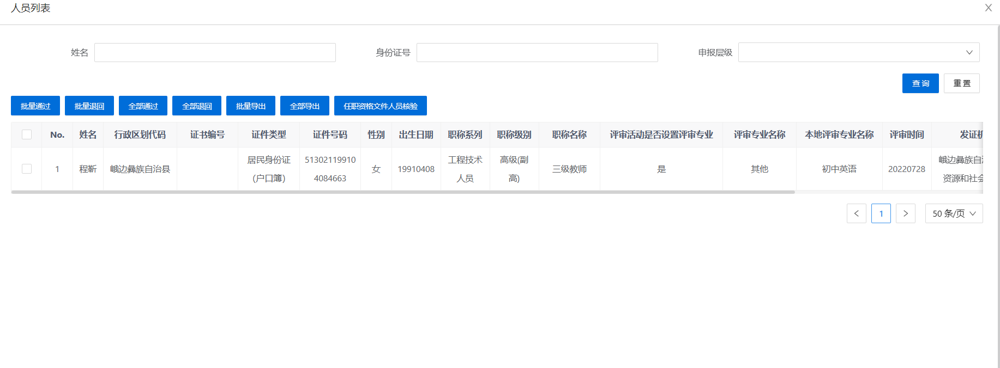 人员列表
姓名
身份证号
申报层级
查询 重置
批量通过 批量退回 全部通过 全部退回 批量导出 全部导出 任职资格文件人员核验
No. 姓名 行政区划代码 证书编号 证件类型 证件号码 性别 出生日期 职称系列 职称级别 职称名称 评审活动是否设置评审专业 评审专业名称 本地评审专业名称 评审时间 发证机
1 程靳 峨边彝族自治县 居民身份证(户口簿) 513021199104084663 女 19910408 工程技术人员 高级(副高) 三级教师 是 其他 初中英语 20220728 峨边彝族自治 资源和社会
1 50 条/页